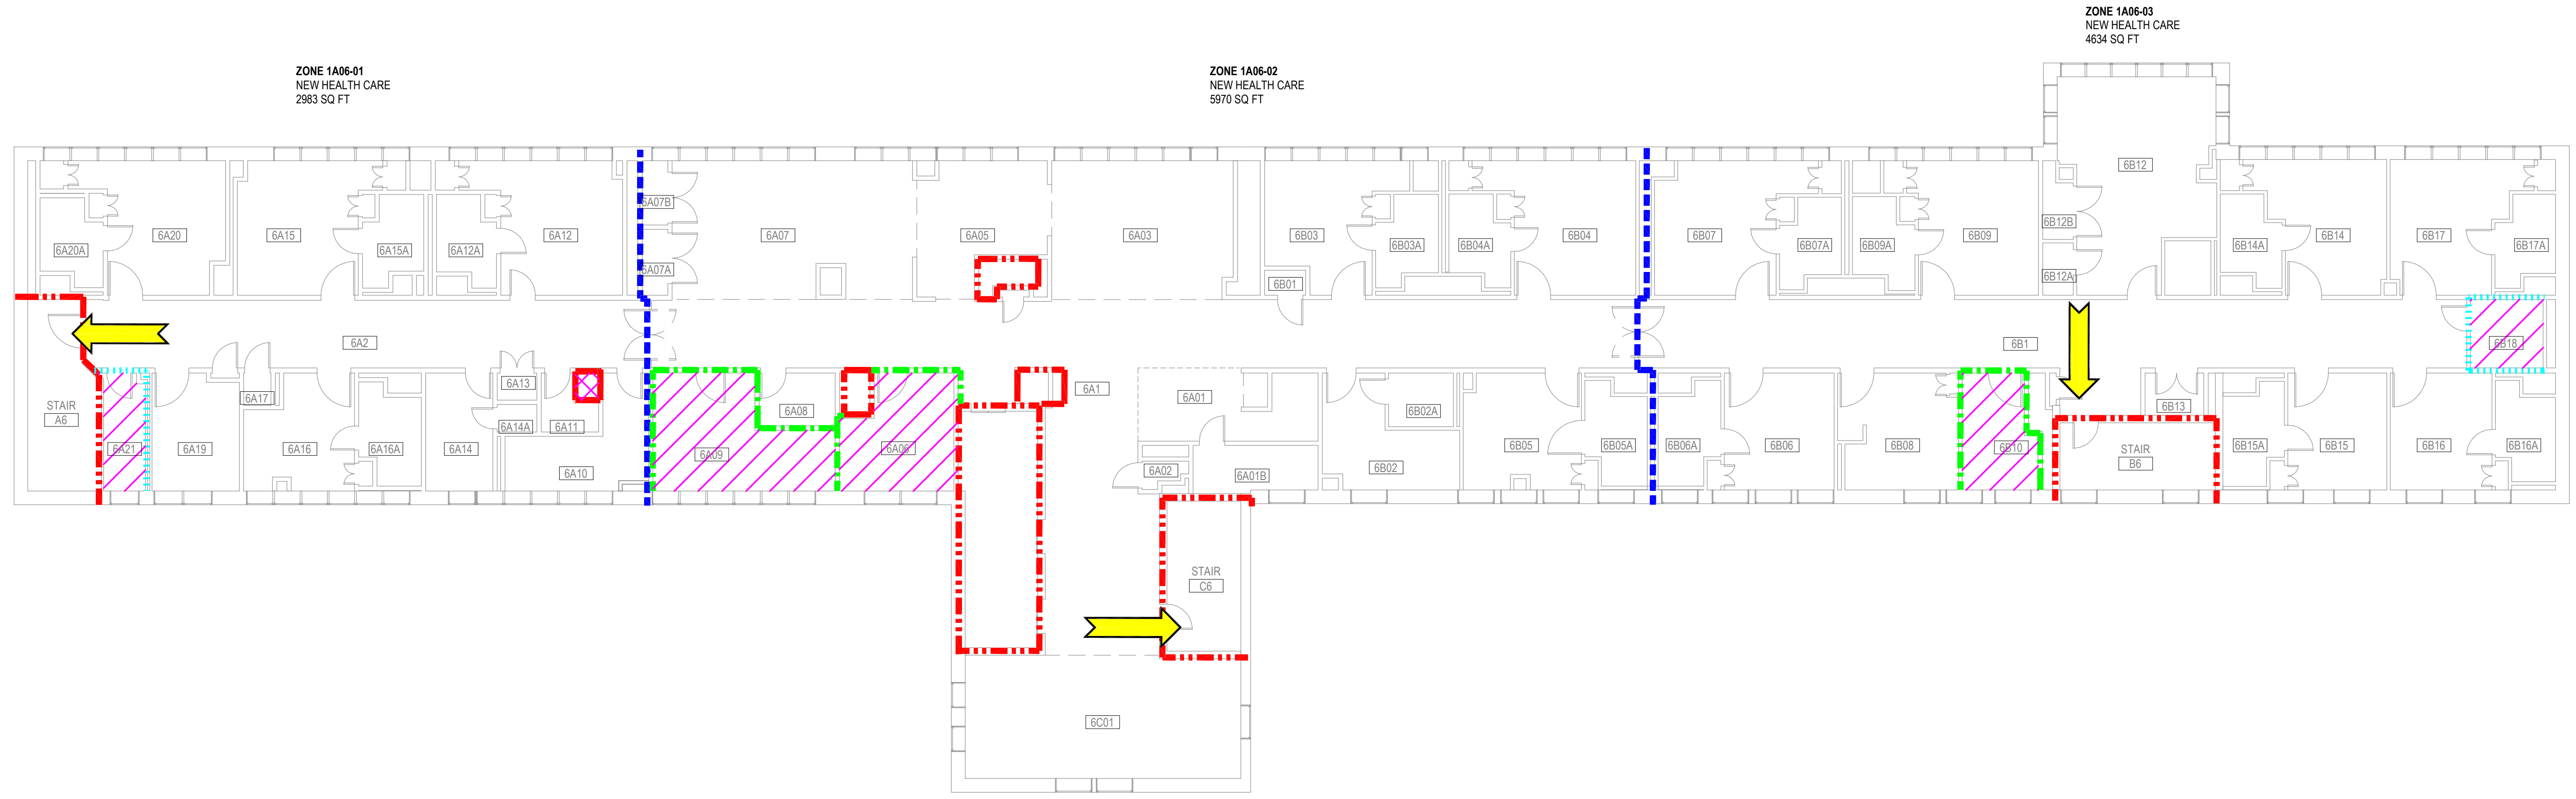 ZONE 1A06-03
NEW HEALTH CARE
4634 SQ FT
ZONE 1A06-01
NEW HEALTH CARE
2983 SQ FT
ZONE 1A06-02
NEW HEALTH CARE
5970 SQ FT
6B12
6A07B
6B12B
6A20A
6A20
6A15
6A15A
6A12A
6A12
6A07
6A05
6A03
6B03
6B03A
6B04A
6B04
6B07
6B07A
6B09A
6B09
6B14A
6B14
6B17
6B17A
6A07A
6B01
6B12A
6A2
6B1
6B18
6A13
6A1
6A17
6A01
STAIR
A6
6A08
6B02A
6B13
6A14A
6A11
6A21
6A19
6A16
6A16A
6A14
6A09
6A06
6B05
6B05A
6B06A
6B06
6B08
6B10
STAIR
B6
6B15A
6B15
6B16
6B16A
6A10
6A02
6A01B
6B02
STAIR
C6
6C01